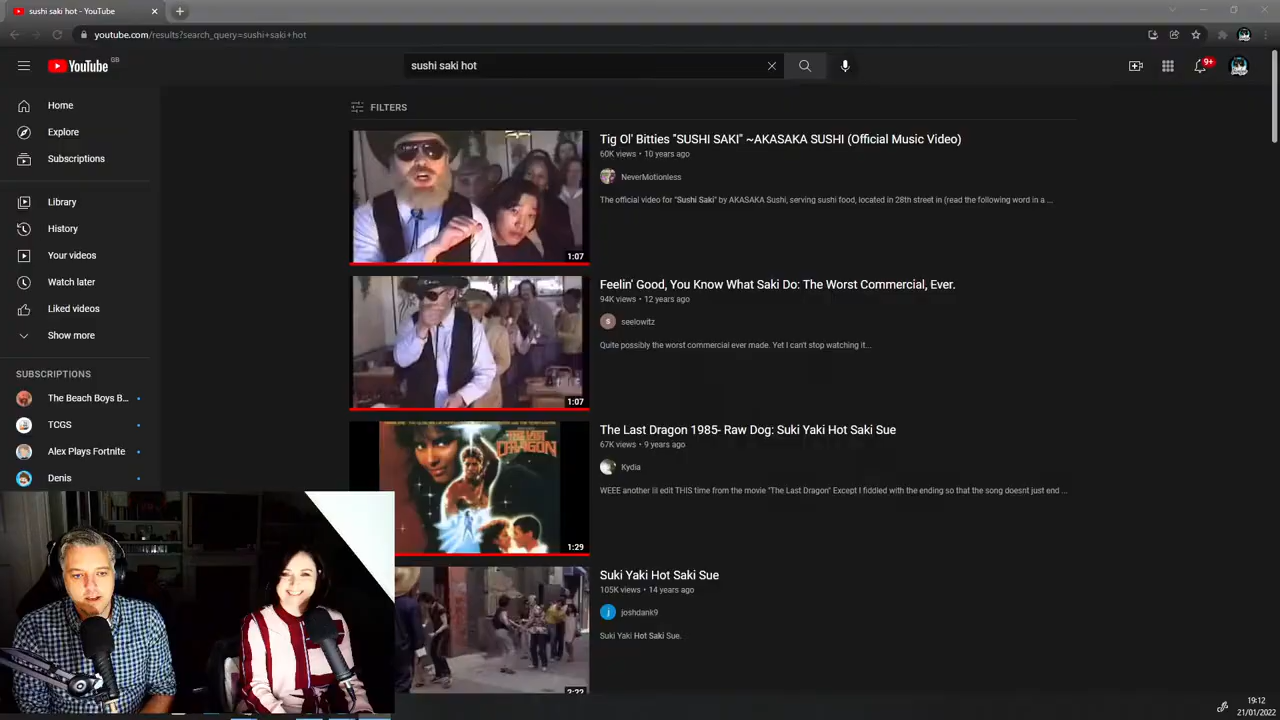 sushi saki hot - YouTube
youtube.com/results?search_query=sushi+saki+hot
YouTube GB
sushi saki hot
9+
Home
Explore
Subscriptions
Library
History
Your videos
Watch later
Liked videos
Show more
SUBSCRIPTIONS
The Beach Boys B...
TCGS
Alex Plays Fortnite
Denis
FILTERS
Tig Ol' Bitties "SUSHI SAKI" ~AKASAKA SUSHI (Official Music Video)
60K views • 10 years ago
NeverMotionless
The official video for "Sushi Saki" by AKASAKA Sushi, serving sushi food, located in 28th street in (read the following word in a ...
1:07
Feelin' Good, You Know What Saki Do: The Worst Commercial, Ever.
94K views • 12 years ago
s
seelowitz
Quite possibly the worst commercial ever made. Yet I can't stop watching it...
1:07
The Last Dragon 1985- Raw Dog: Suki Yaki Hot Saki Sue
67K views • 9 years ago
Kydia
WEEE another lil edit THIS time from the movie "The Last Dragon" Except I fiddled with the ending so that the song doesnt just end ...
THE LAST
DRAGON
1:29
Suki Yaki Hot Saki Sue
105K views • 14 years ago
j
joshdank9
Suki Yaki Hot Saki Sue.
2:22
19:12
21/01/2022